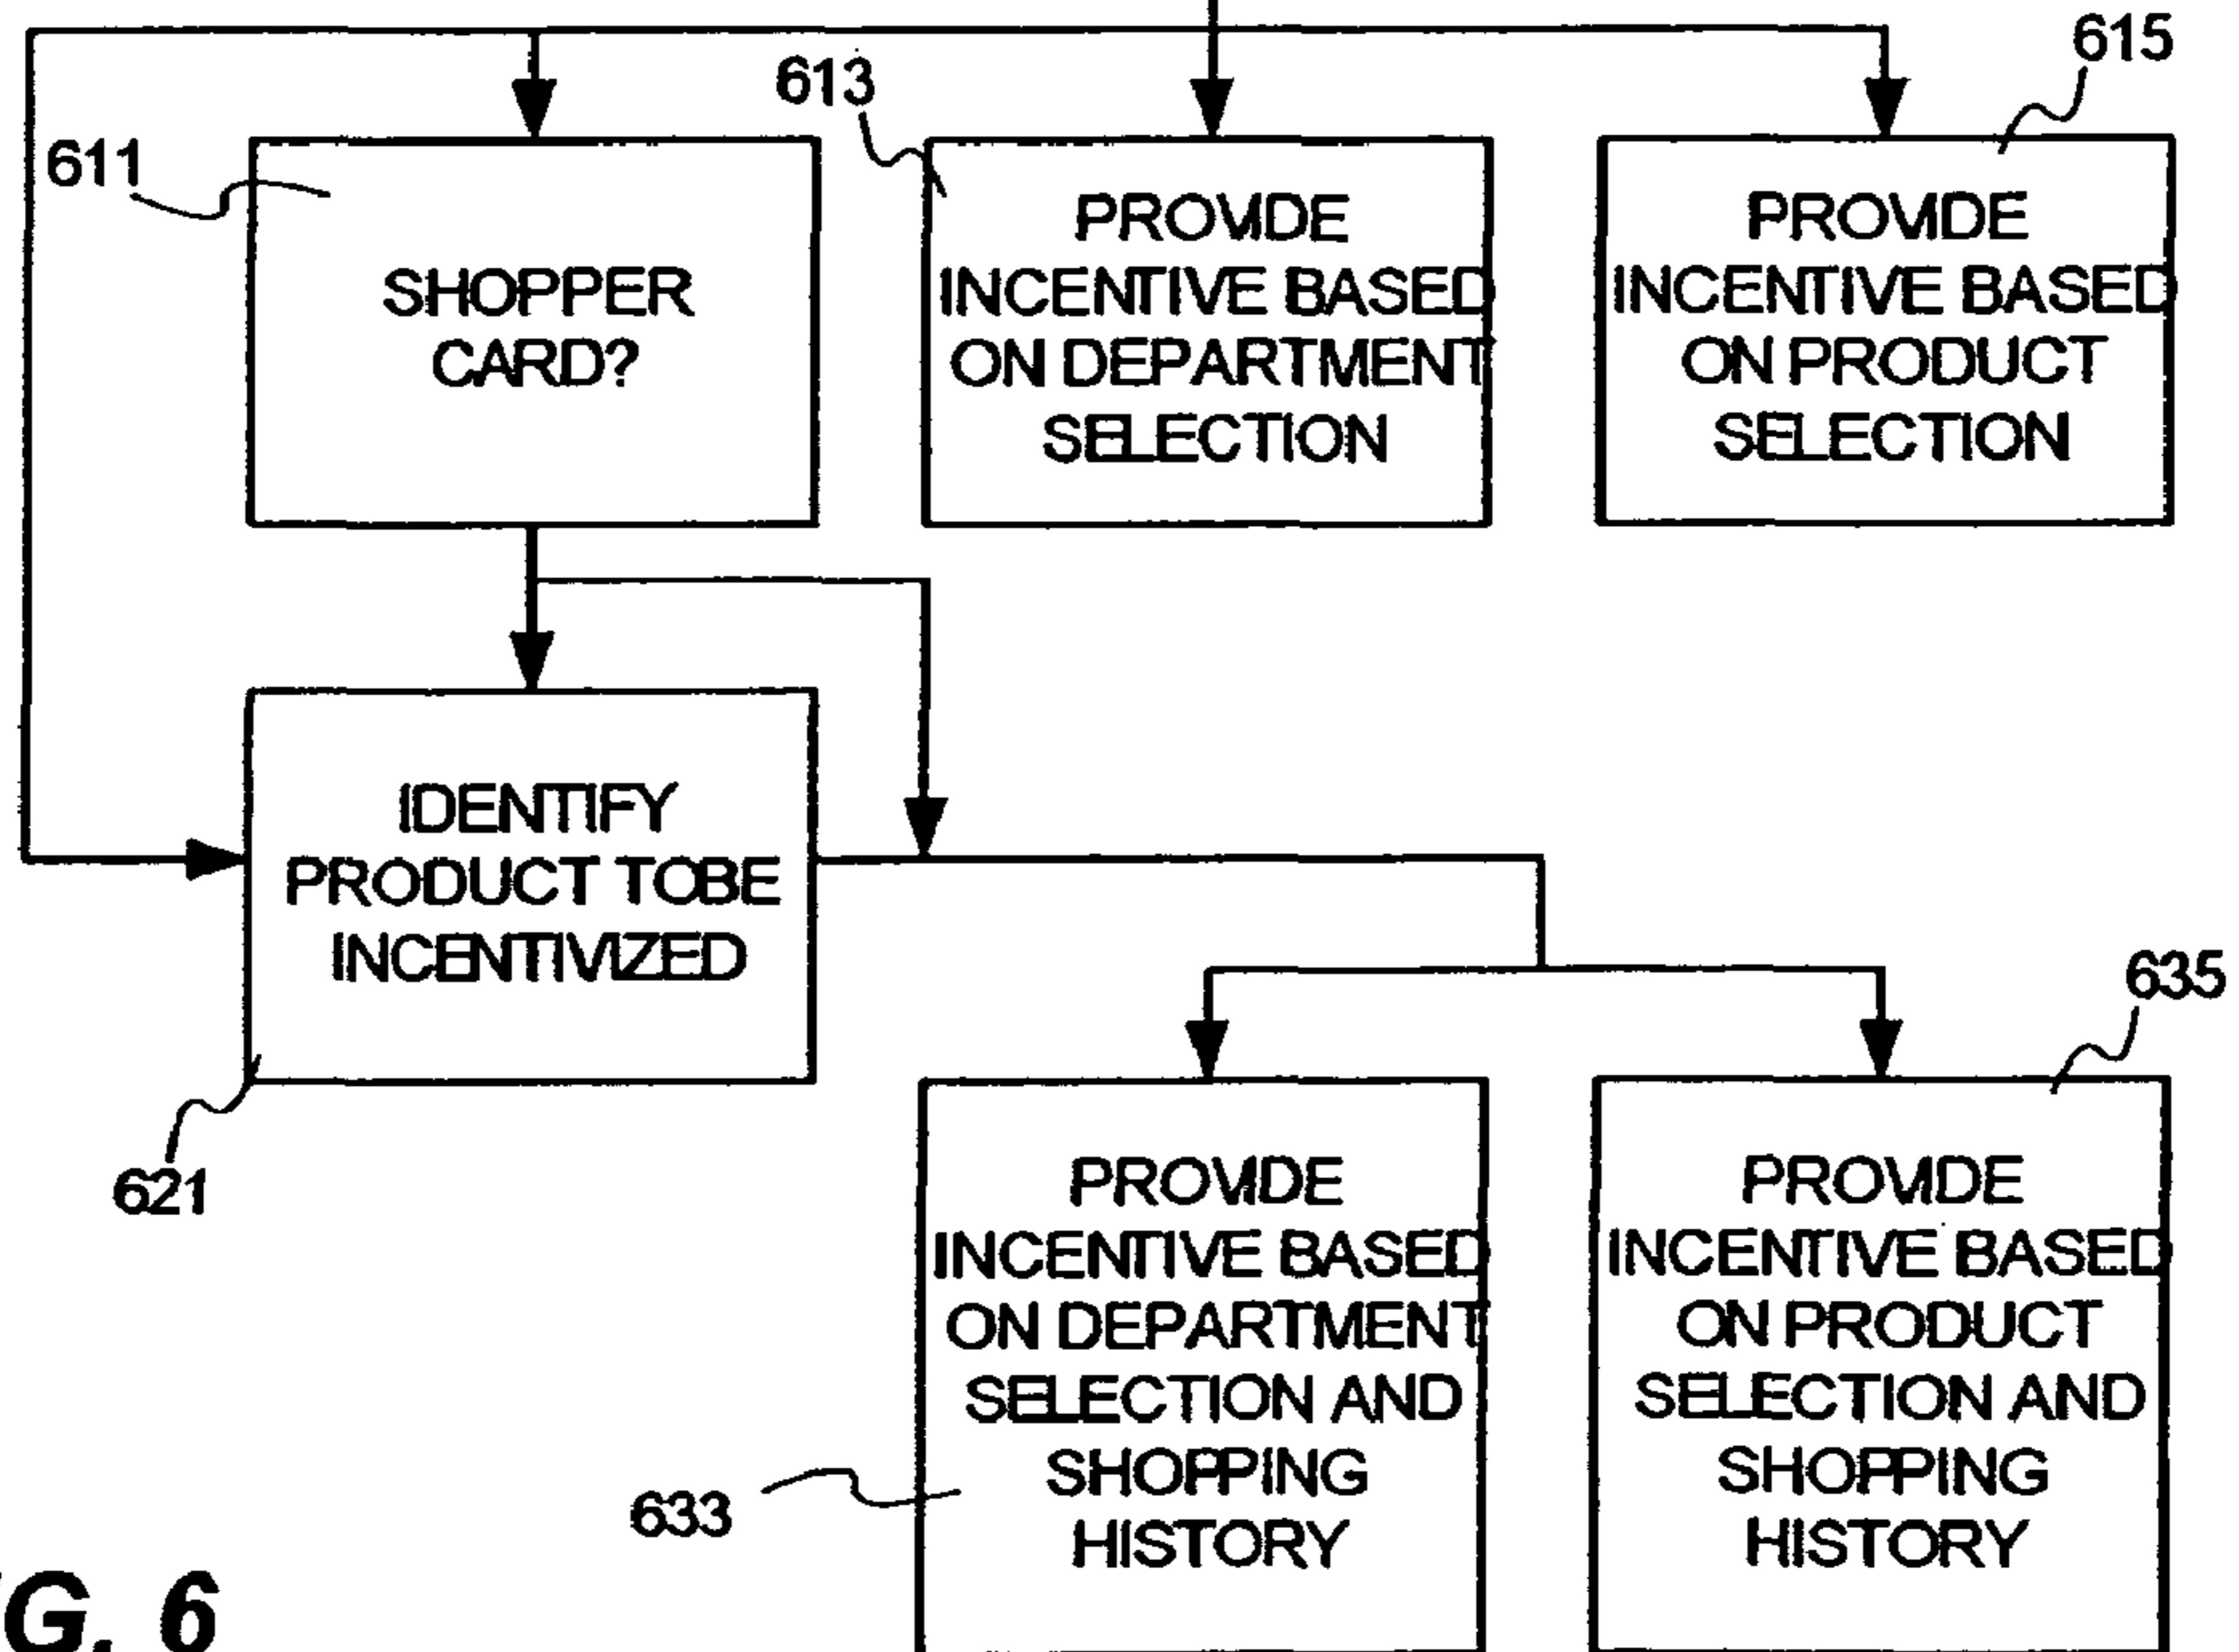 615
613
611
SHOPPER
CARD?
PROVIDE
INCENTIVE BASED
ON DEPARTMENT
SELECTION
PROVIDE
INCENTIVE BASED
ON PRODUCT
SELECTION
IDENTIFY
PRODUCT TOBE
INCENTIVIZED
621
635
PROVIDE
INCENTIVE BASED
ON DEPARTMENT
SELECTION AND
SHOPPING
HISTORY
633
PROVIDE
INCENTIVE BASED
ON PRODUCT
SELECTION AND
SHOPPING
HISTORY
G. 6